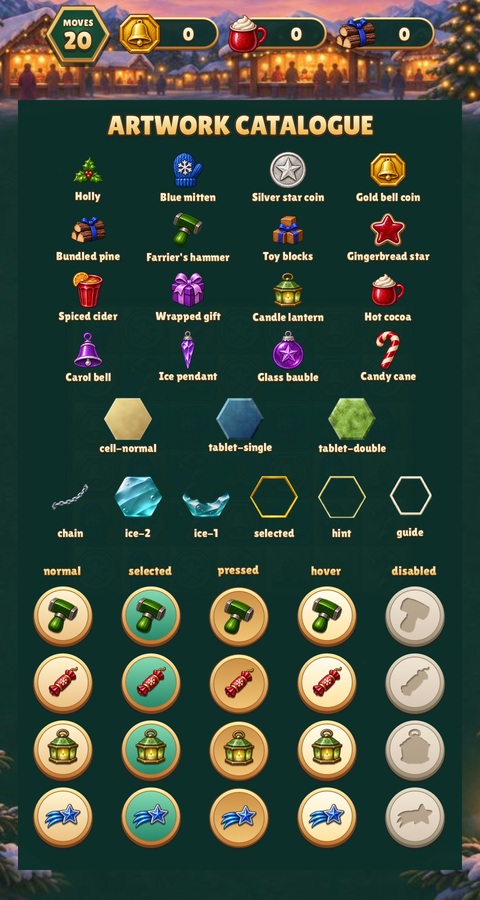 MOVES
20
0
0
0
ARTWORK CATALOGUE
Holly
Blue mitten
Silver star coin
Gold bell coin
Bundled pine
Farrier's hammer
Toy blocks
Gingerbread star
Spiced cider
Wrapped gift
Candle lantern
Hot cocoa
Carol bell
Ice pendant
Glass bauble
Candy cane
cell-normal
tablet-single
tablet-double
chain
ice-2
ice-1
selected
hint
guide
normal
selected
pressed
hover
disabled